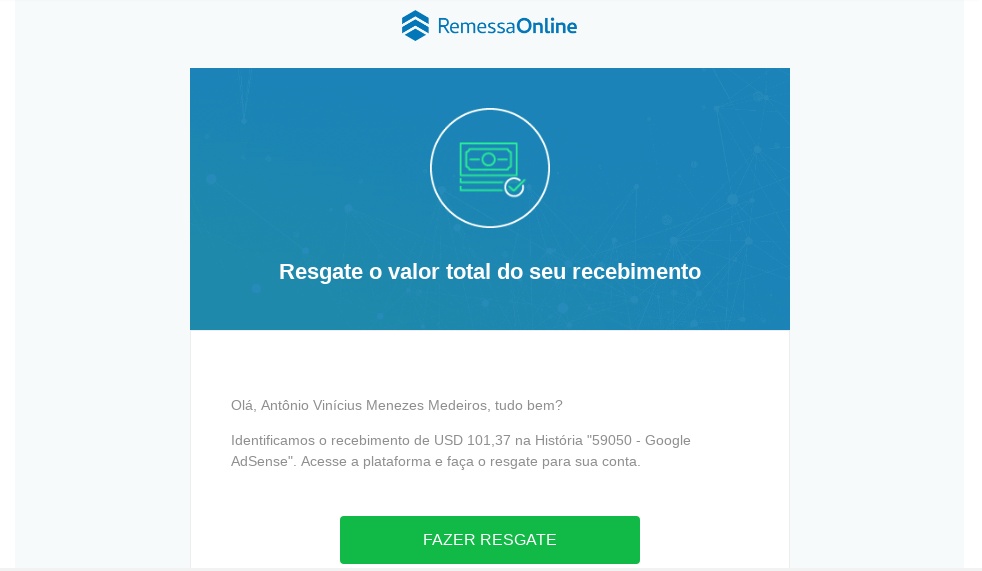 RemessaOnline
Resgate o valor total do seu recebimento
Olá, Antônio Vinícius Menezes Medeiros, tudo bem?
Identificamos o recebimento de USD 101,37 na História "59050 - Google
AdSense". Acesse a plataforma e faça o resgate para sua conta.
FAZER RESGATE